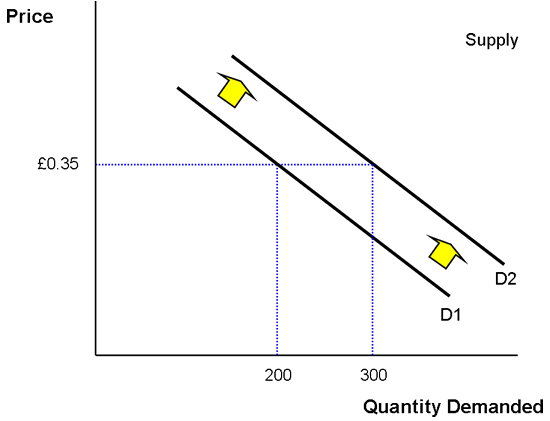 Price
Supply
£0.35
D2
D1
200
300
Quantity Demanded